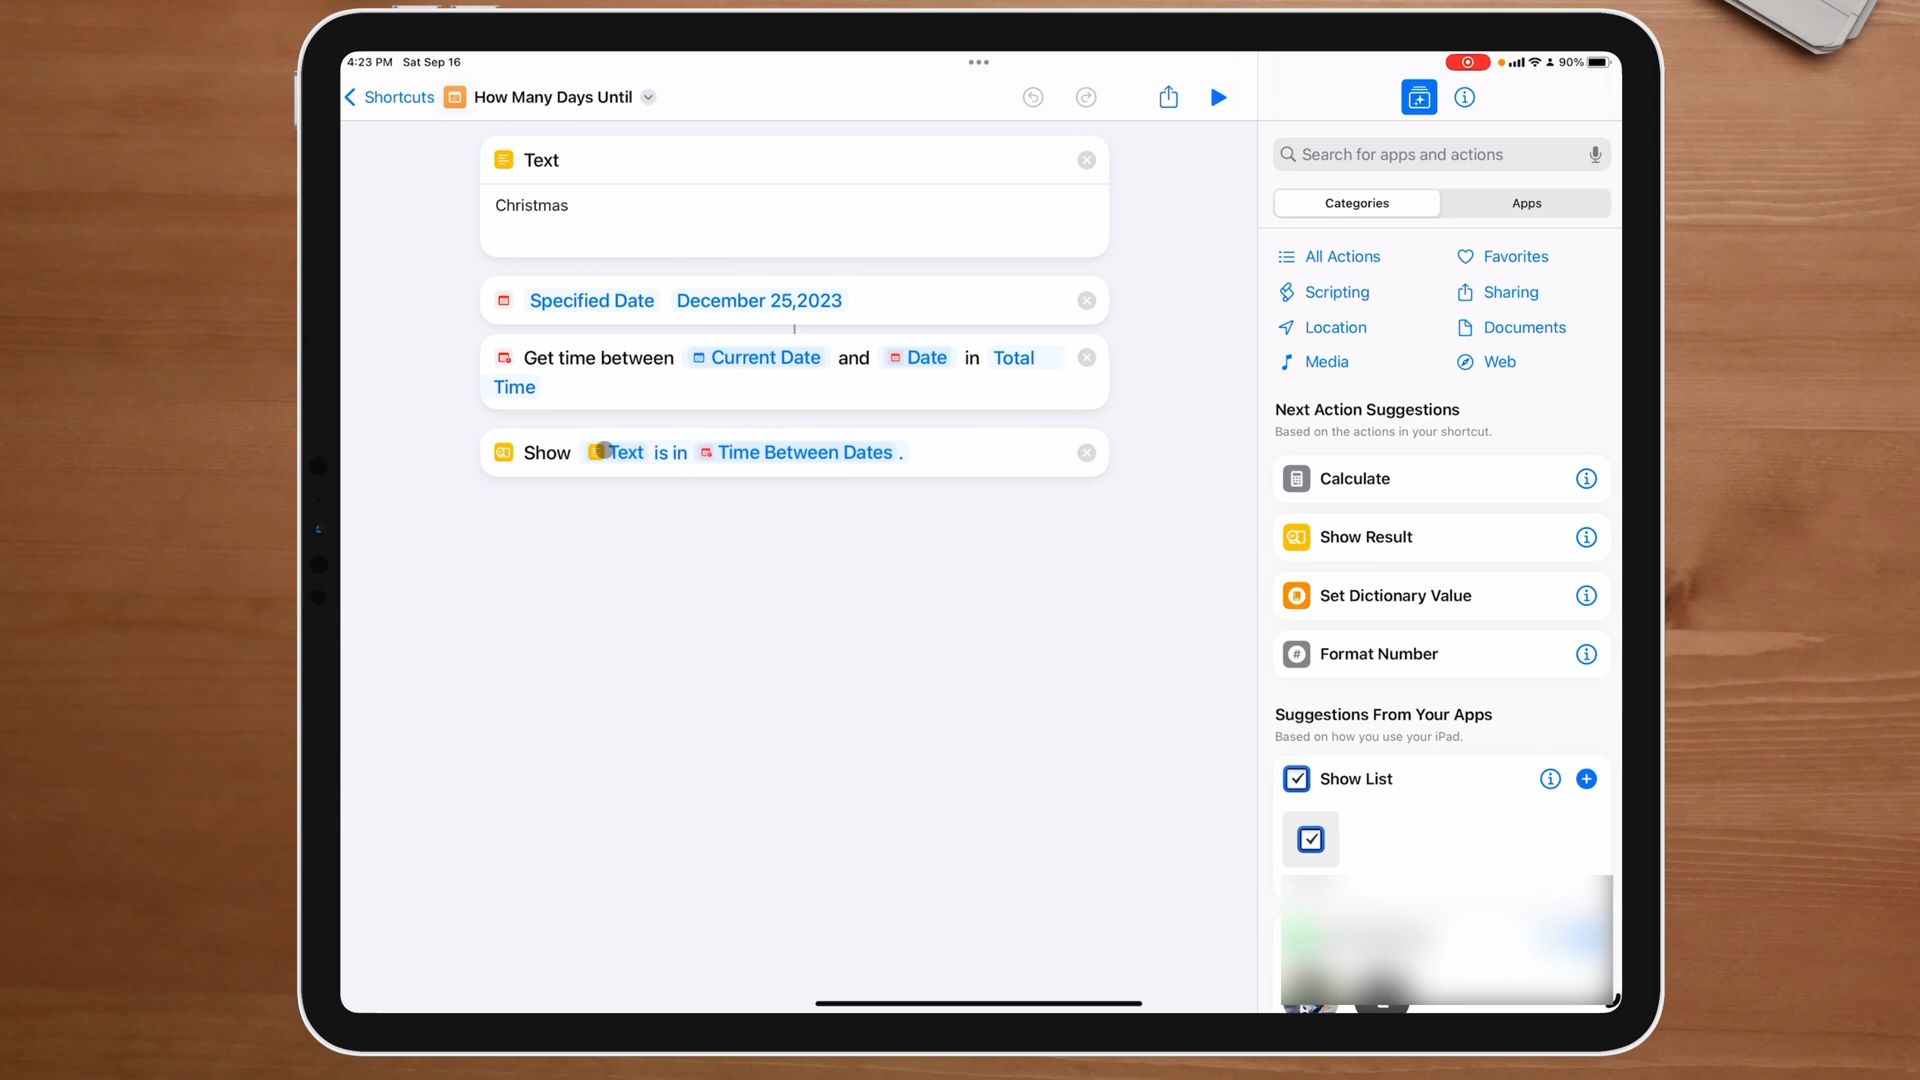 4:23 PM Sat Sep 16
90%
Shortcuts How Many Days Until
Text
Christmas
Specified Date December 25,2023
Get time between Current Date and Date in Total
Time
Show Text is in Time Between Dates .
Search for apps and actions
Categories Apps
All Actions Favorites
Scripting Sharing
Location Documents
Media Web
Next Action Suggestions
Based on the actions in your shortcut.
Calculate
Show Result
Set Dictionary Value
Format Number
Suggestions From Your Apps
Based on how you use your iPad.
Show List